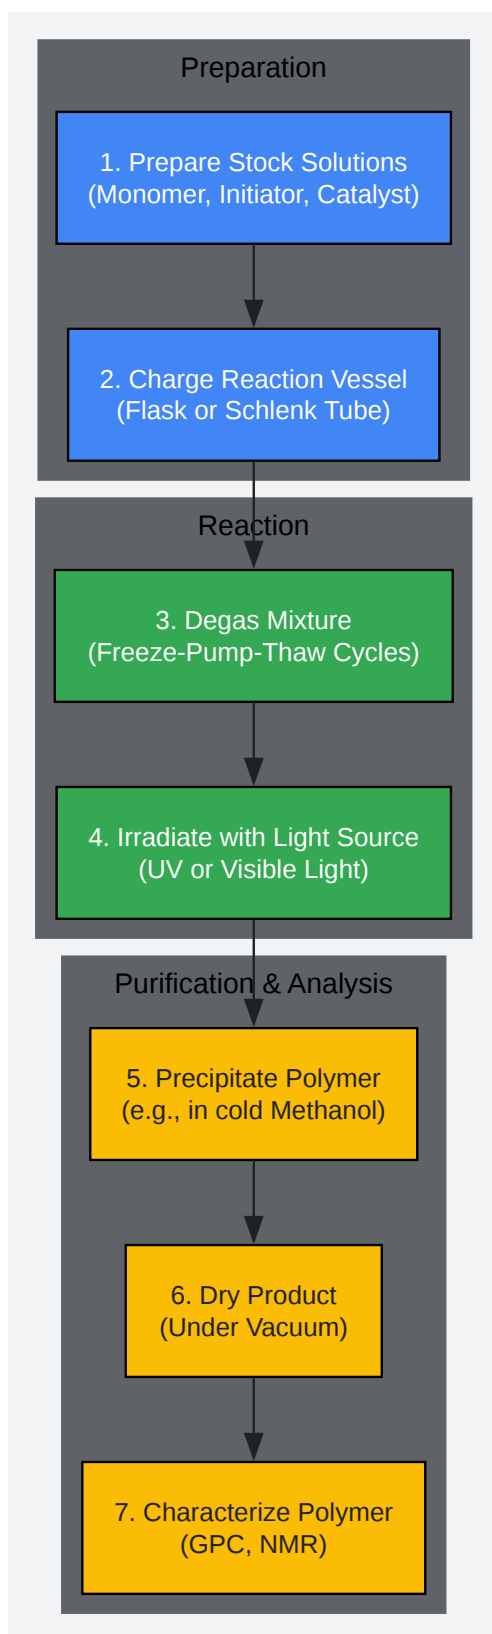 Preparation
1. Prepare Stock Solutions
(Monomer, Initiator, Catalyst)
2. Charge Reaction Vessel
(Flask or Schlenk Tube)
Reaction
3. Degas Mixture
(Freeze-Pump-Thaw Cycles)
4. Irradiate with Light Source
(UV or Visible Light)
Purification & Analysis
5. Precipitate Polymer
(e.g., in cold Methanol)
6. Dry Product
(Under Vacuum)
7. Characterize Polymer
(GPC, NMR)